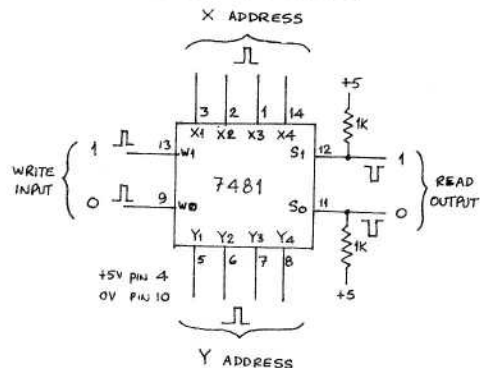 X ADDRESS
+5
3 2 1 14
X1 X2 X3 X4
1K
1 13 W1 S1 12 1
WRITE INPUT
7481
READ OUTPUT
0 9 W0 S0 11 0
Y1 Y2 Y3 Y4
1K
+5V PIN 4
5 6 7 8
0V PIN 10
+5
Y ADDRESS